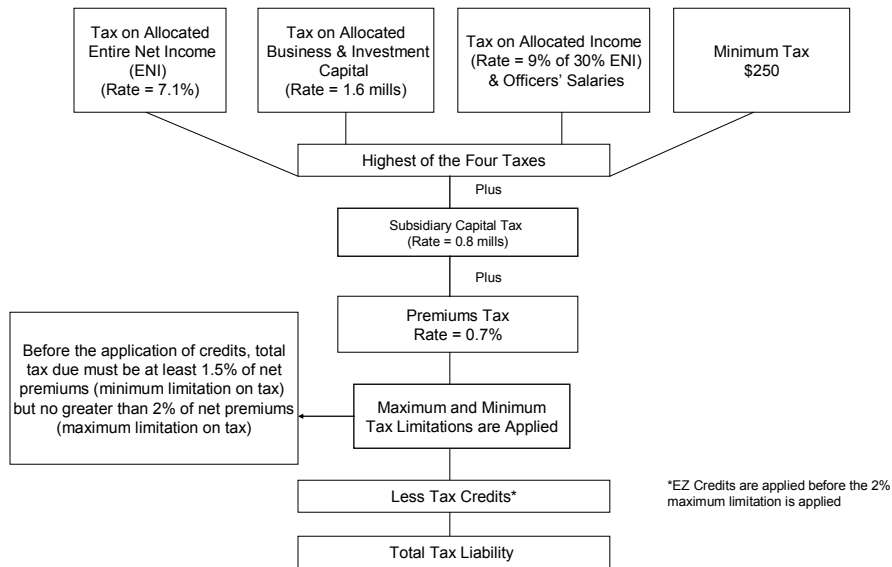 Tax on Allocated
Entire Net Income
(ENI)
(Rate = 7.1%)
Tax on Allocated
Business & Investment
Capital
(Rate = 1.6 mills)
Tax on Allocated Income
(Rate = 9% of 30% ENI)
& Officers' Salaries
Minimum Tax
$250
Highest of the Four Taxes
Plus
Subsidiary Capital Tax
(Rate = 0.8 mills)
Plus
Premiums Tax
Rate = 0.7%
Before the application of credits, total
tax due must be at least 1.5% of net
premiums (minimum limitation on tax)
but no greater than 2% of net premiums
(maximum limitation on tax)
Maximum and Minimum
Tax Limitations are Applied
Less Tax Credits*
*EZ Credits are applied before the 2%
maximum limitation is applied
Total Tax Liability